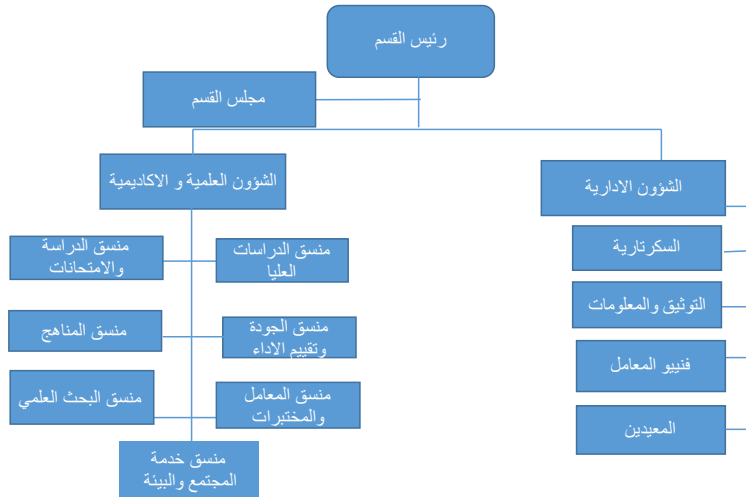 رئيس القسم
مجلس القسم
الشؤون العلمية و الاكاديمية
الشؤون الادارية
منسق الدراسات
العليا
منسق الدراسة
والامتحانات
السكرتارية
منسق الجودة
وتقييم الاداء
منسق المناهج
التوثيق والمعلومات
منسق المعامل
والمختبرات
منسق البحث العلمي
فنييو المعامل
منسق خدمة
المجتمع والبيئة
المعيدين